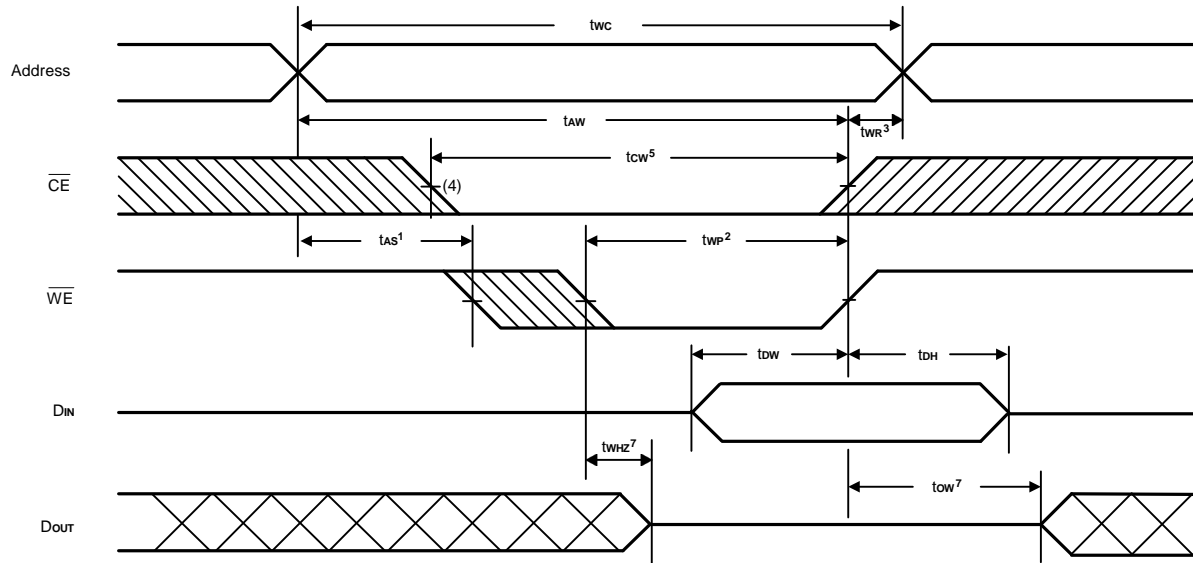 tWC
Address
tAW
tWR³
tCW⁵
CE
(4)
tAS¹
tWP²
WE
tDW
tDH
DIN
tWHZ⁷
tOW⁷
DOUT